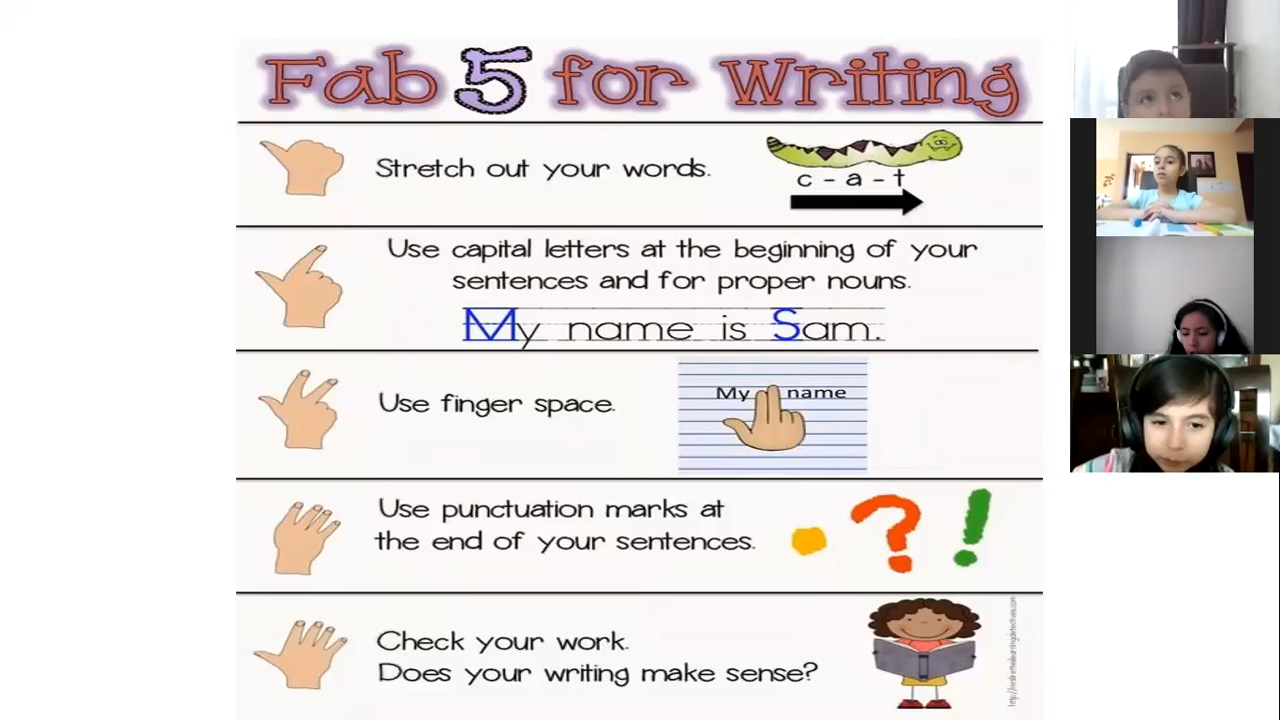 Fab 5 for Writing
Stretch out your words.
c - a - t
Use capital letters at the beginning of your
sentences and for proper nouns.
My name is Sam.
Use finger space.
My name
Use punctuation marks at
the end of your sentences.
. ? !
Check your work.
Does your writing make sense?